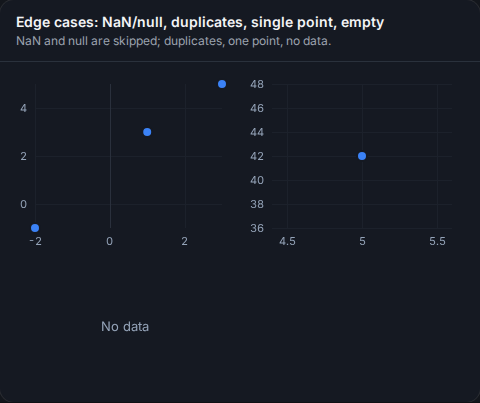 Edge cases: NaN/null, duplicates, single point, empty
NaN and null are skipped; duplicates, one point, no data.
4
2
0
-2 0 2
48
46
44
42
40
38
36
4.5 5 5.5
No data